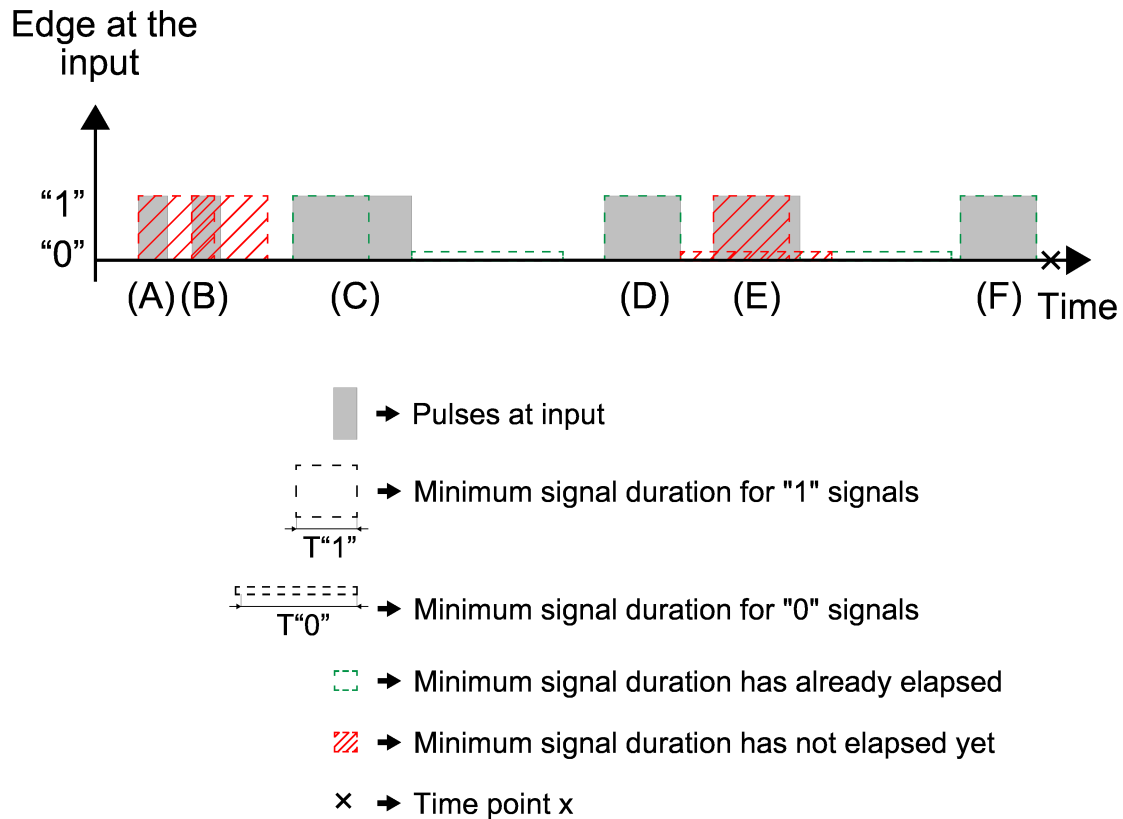 Edge at the
input
“1”
“0”
(A) (B) (C) (D) (E) (F)
Time
Pulses at input
Minimum signal duration for "1" signals
T“1”
Minimum signal duration for "0" signals
T“0”
Minimum signal duration has already elapsed
Minimum signal duration has not elapsed yet
Time point x